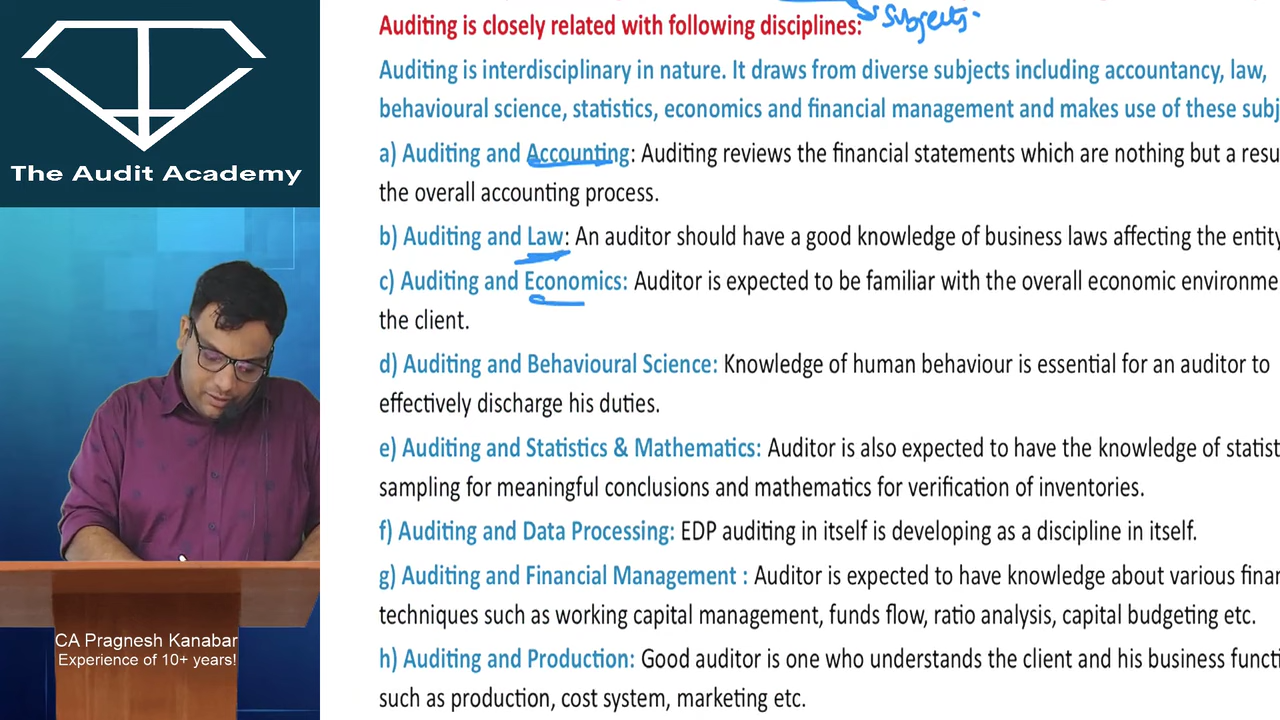 The Audit Academy
CA Pragnesh Kanabar
Experience of 10+ years!
subjects
Auditing is closely related with following disciplines:
Auditing is interdisciplinary in nature. It draws from diverse subjects including accountancy, law,
behavioural science, statistics, economics and financial management and makes use of these
a) Auditing and Accounting: Auditing reviews the financial statements which are nothing but a
the overall accounting process.
b) Auditing and Law: An auditor should have a good knowledge of business laws affecting the entity
c) Auditing and Economics: Auditor is expected to be familiar with the overall economic
the client.
d) Auditing and Behavioural Science: Knowledge of human behaviour is essential for an auditor to
effectively discharge his duties.
e) Auditing and Statistics & Mathematics: Auditor is also expected to have the knowledge of
sampling for meaningful conclusions and mathematics for verification of inventories.
f) Auditing and Data Processing: EDP auditing in itself is developing as a discipline in itself.
g) Auditing and Financial Management : Auditor is expected to have knowledge about various
techniques such as working capital management, funds flow, ratio analysis, capital budgeting etc.
h) Auditing and Production: Good auditor is one who understands the client and his business
such as production, cost system, marketing etc.